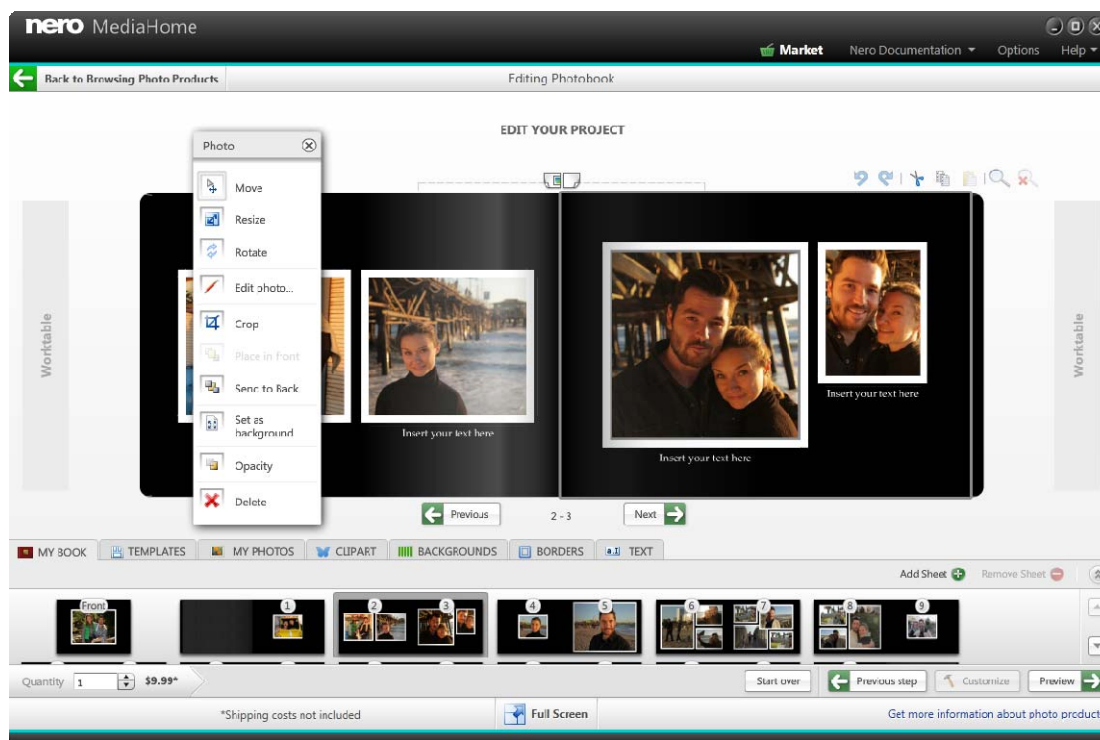 nero MediaHome
Market Nero Documentation Options Help
Back to Browsing Photo Products Editing Photobook
EDIT YOUR PROJECT
Photo
Move
Resize
Rotate
Edit photo...
Crop
Place in Front
Send to Back
Set as
background
Opacity
Delete
Worktable
Insert your text here
Insert your text here
Insert your text here
Worktable
Previous 2 - 3 Next
MY BOOK TEMPLATES MY PHOTOS CLIPART BACKGROUNDS BORDERS TEXT
Add Sheet Remove Sheet
Front 1 2 3 4 5 6 7 8 9
Quantity 1 $9.99* Start over Previous step Customize Preview
*Shipping costs not included Full Screen Get more information about photo product